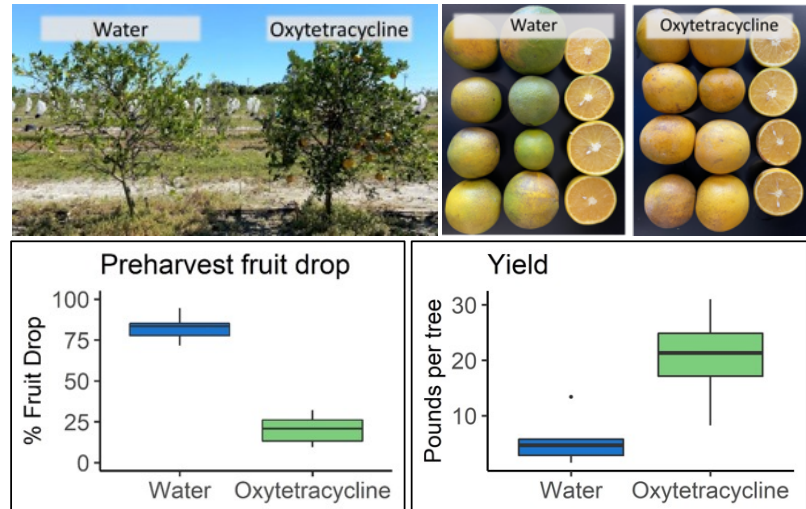 Water
Oxytetracycline
Water
Oxytetracycline
Preharvest fruit drop
% Fruit Drop
100
75
50
25
0
Water
Oxytetracycline
Yield
Pounds per tree
30
20
10
Water
Oxytetracycline